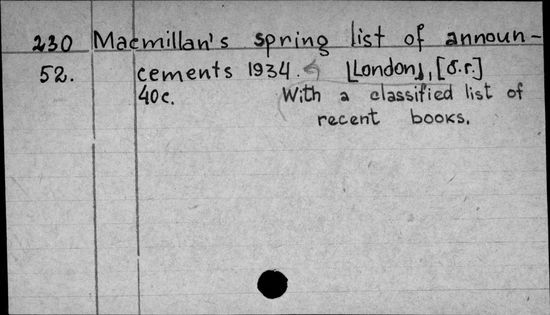 230 Macmillan's spring list of announ-
52. cements 1934. [London], [б.г.]
40c. With a classified list of
recent books.